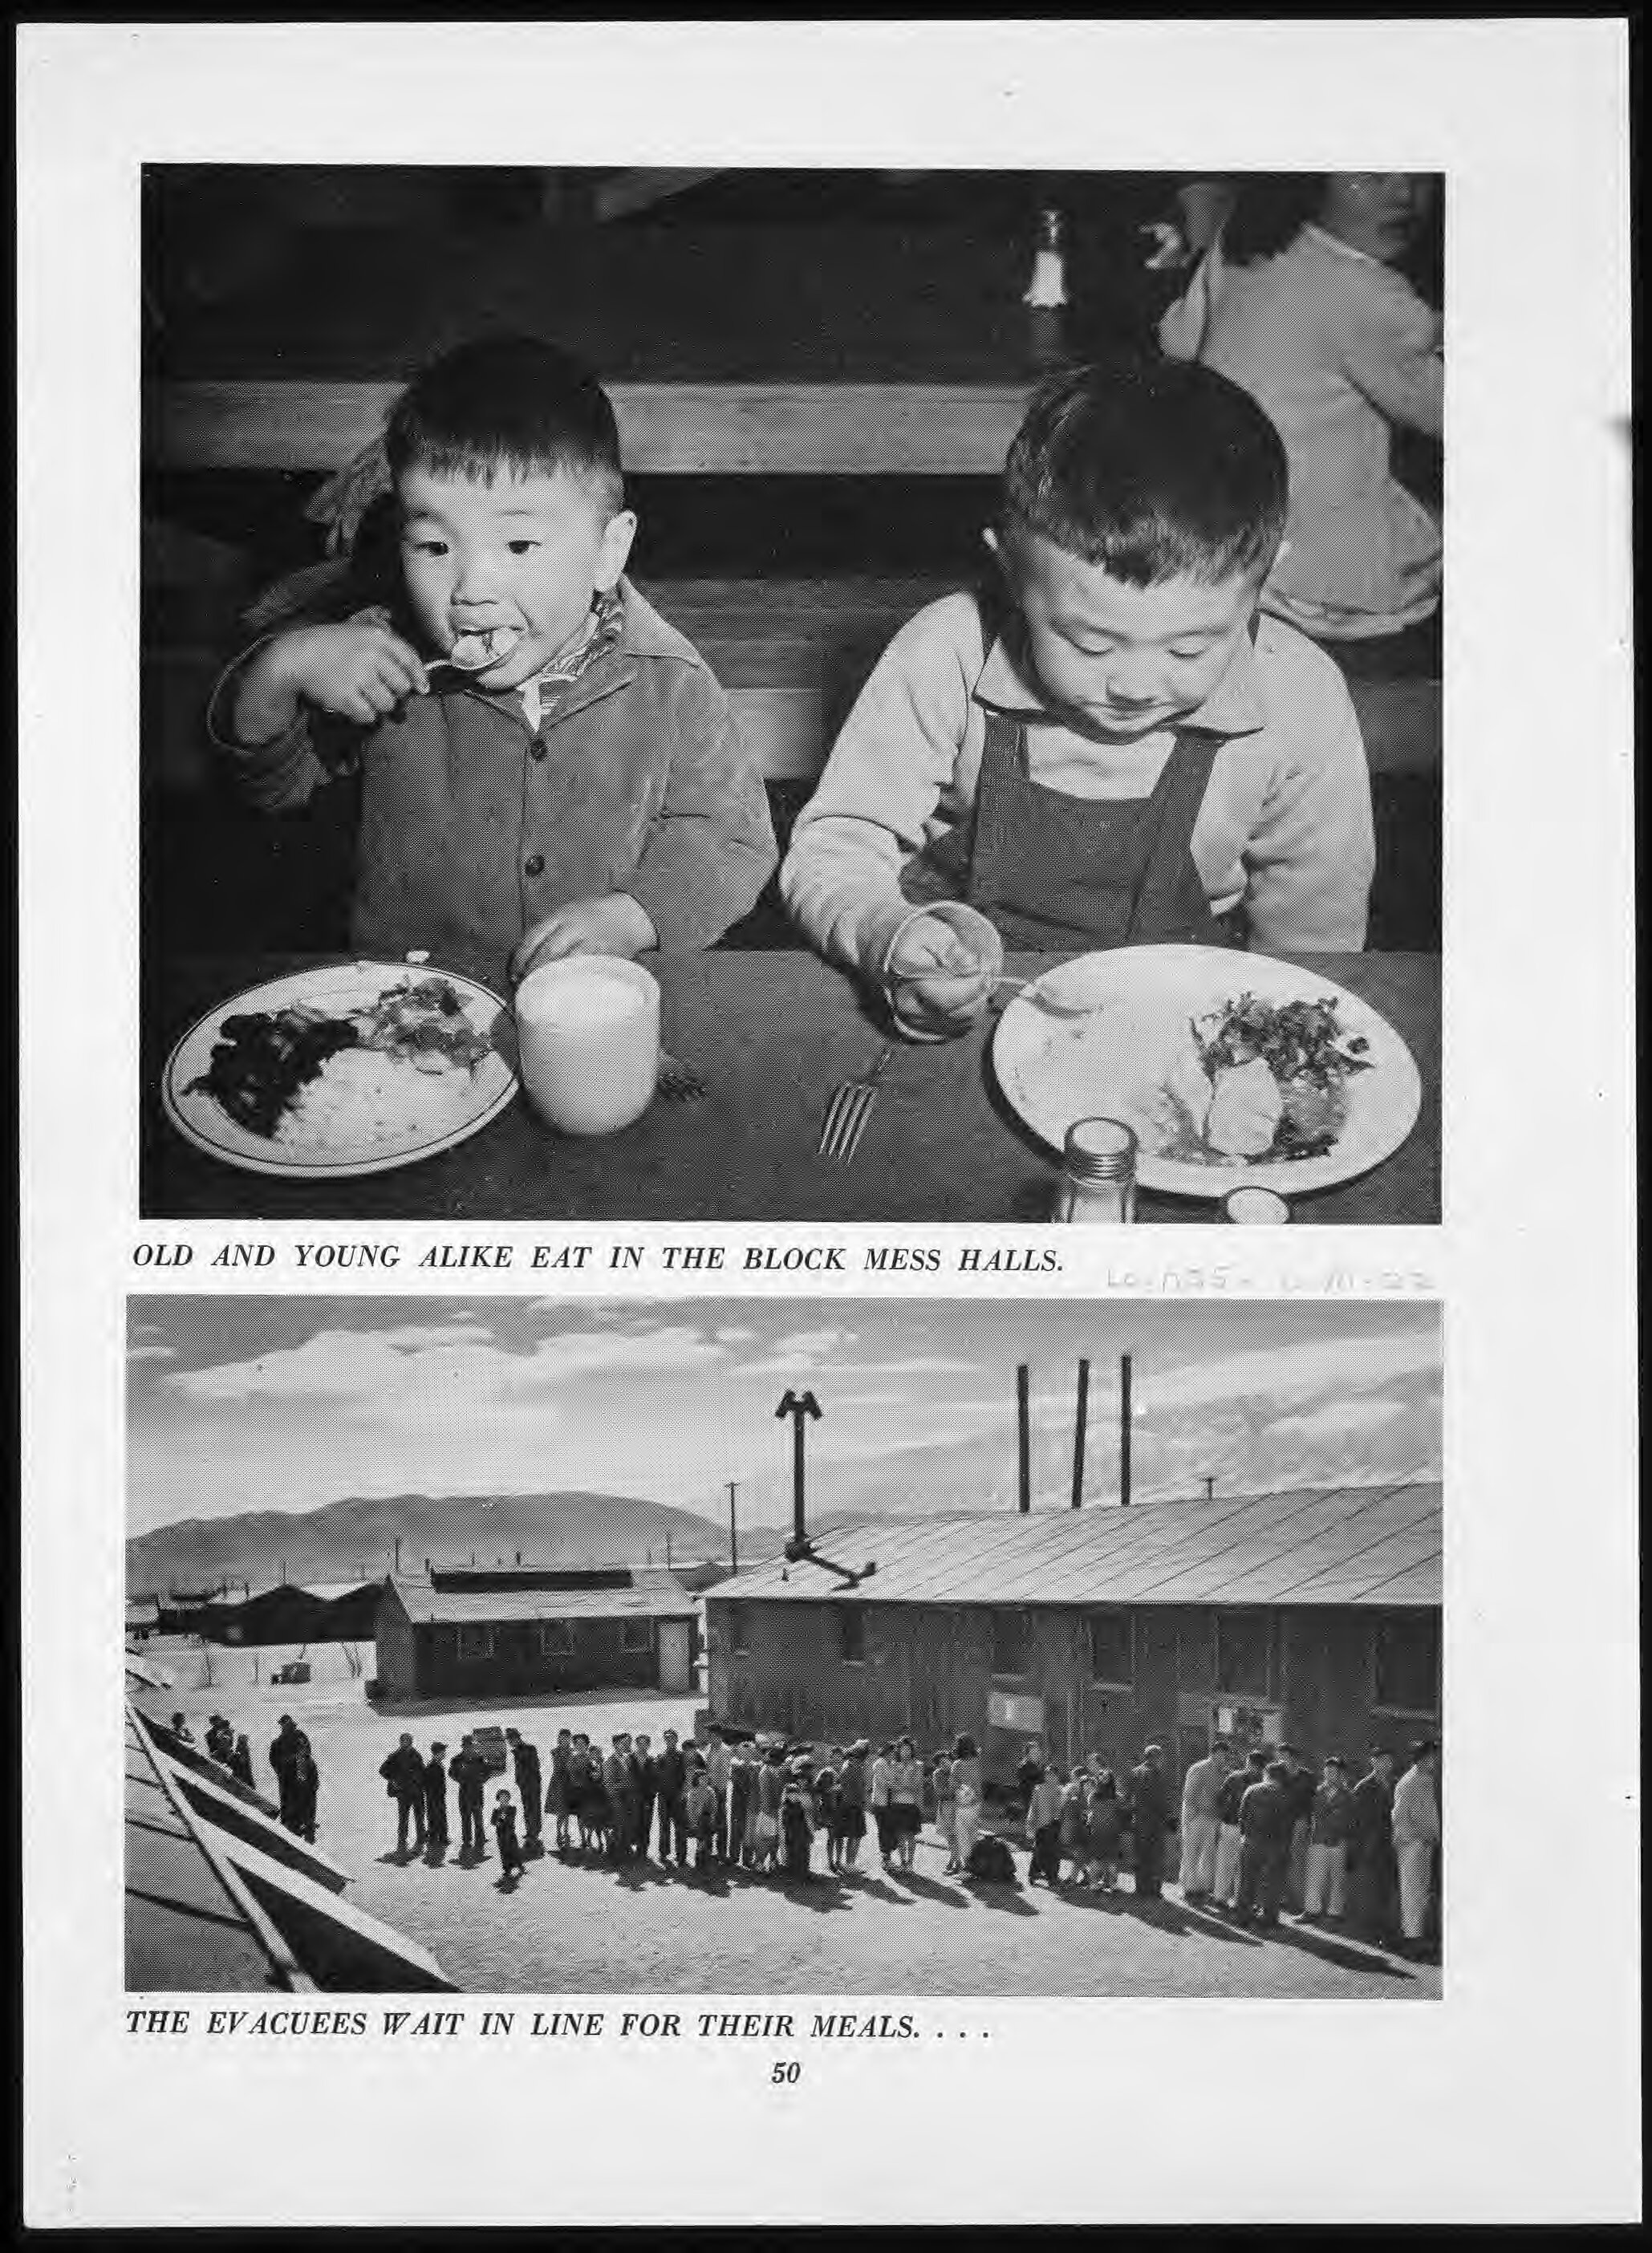 OLD AND YOUNG ALIKE EAT IN THE BLOCK MESS HALLS.
THE EVACUEES WAIT IN LINE FOR THEIR MEALS. . . .
50